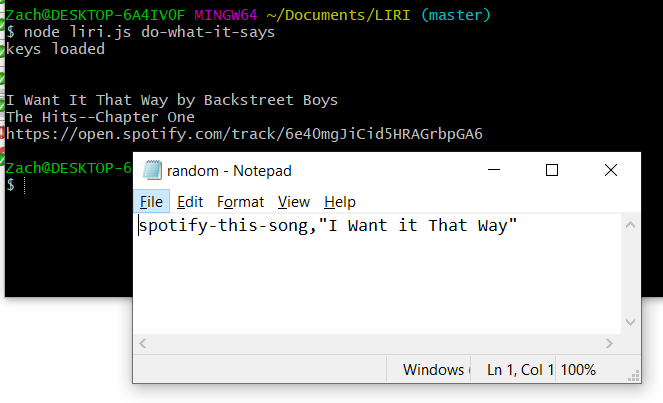 Zach@DESKTOP-6A4IV0F MINGW64 ~/Documents/LIRI (master)
$ node liri.js do-what-it-says
keys loaded
I Want It That Way by Backstreet Boys
The Hits--Chapter One
https://open.spotify.com/track/6e40mgJiCid5HRAGrbpGA6
Zach@DESKTOP-6
$
random - Notepad
File Edit Format View Help
spotify-this-song,"I Want it That Way"
Windows Ln 1, Col 1 100%